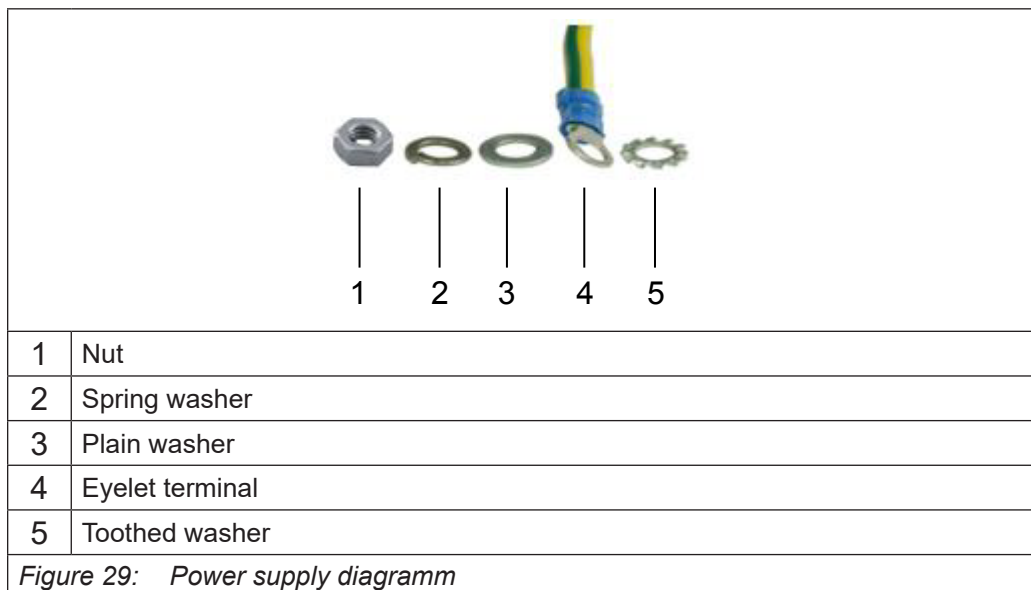 1 2 3 4 5
1 Nut
2 Spring washer
3 Plain washer
4 Eyelet terminal
5 Toothed washer
Figure 29: Power supply diagramm